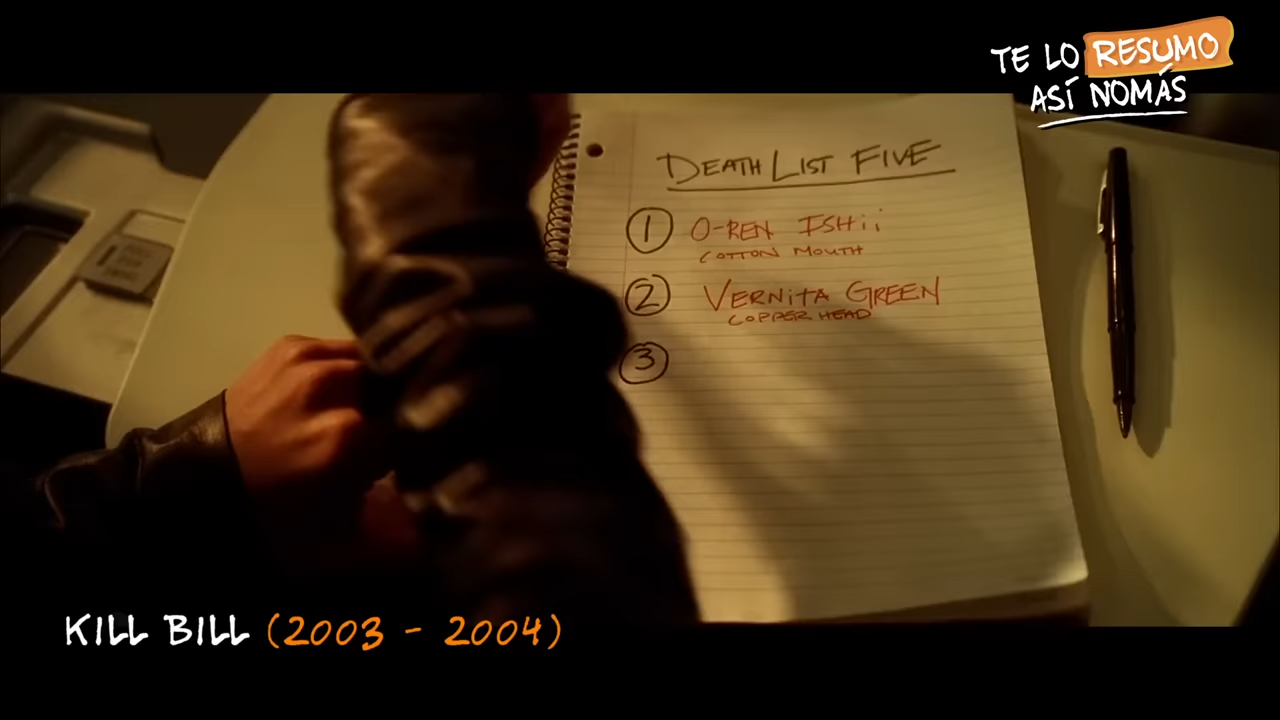 TE LO RESUMO
ASÍ NOMÁS
DEATH LIST FIVE
1 O-REN ISHii
COTTON MOUTH
2 VERNiTA GREEN
COPPER HEAD
3
KILL BILL (2003 - 2004)